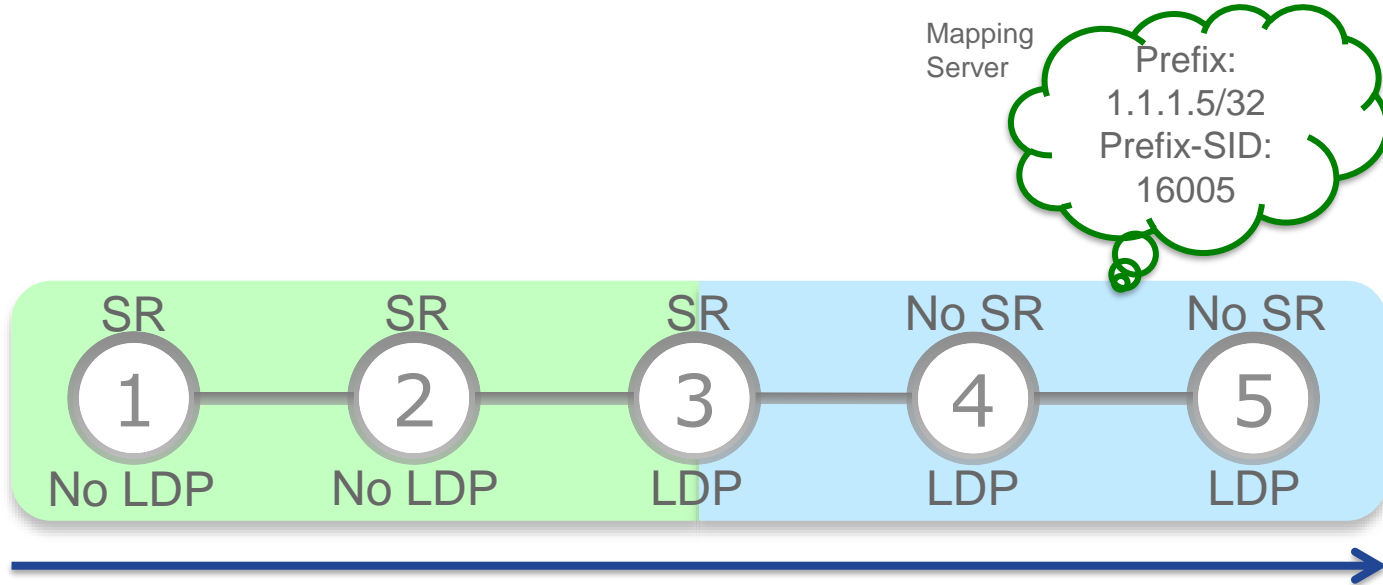 Mapping
Server
Prefix:
1.1.1.5/32
Prefix-SID:
16005
SR SR SR No SR No SR
1 2 3 4 5
No LDP No LDP LDP LDP LDP